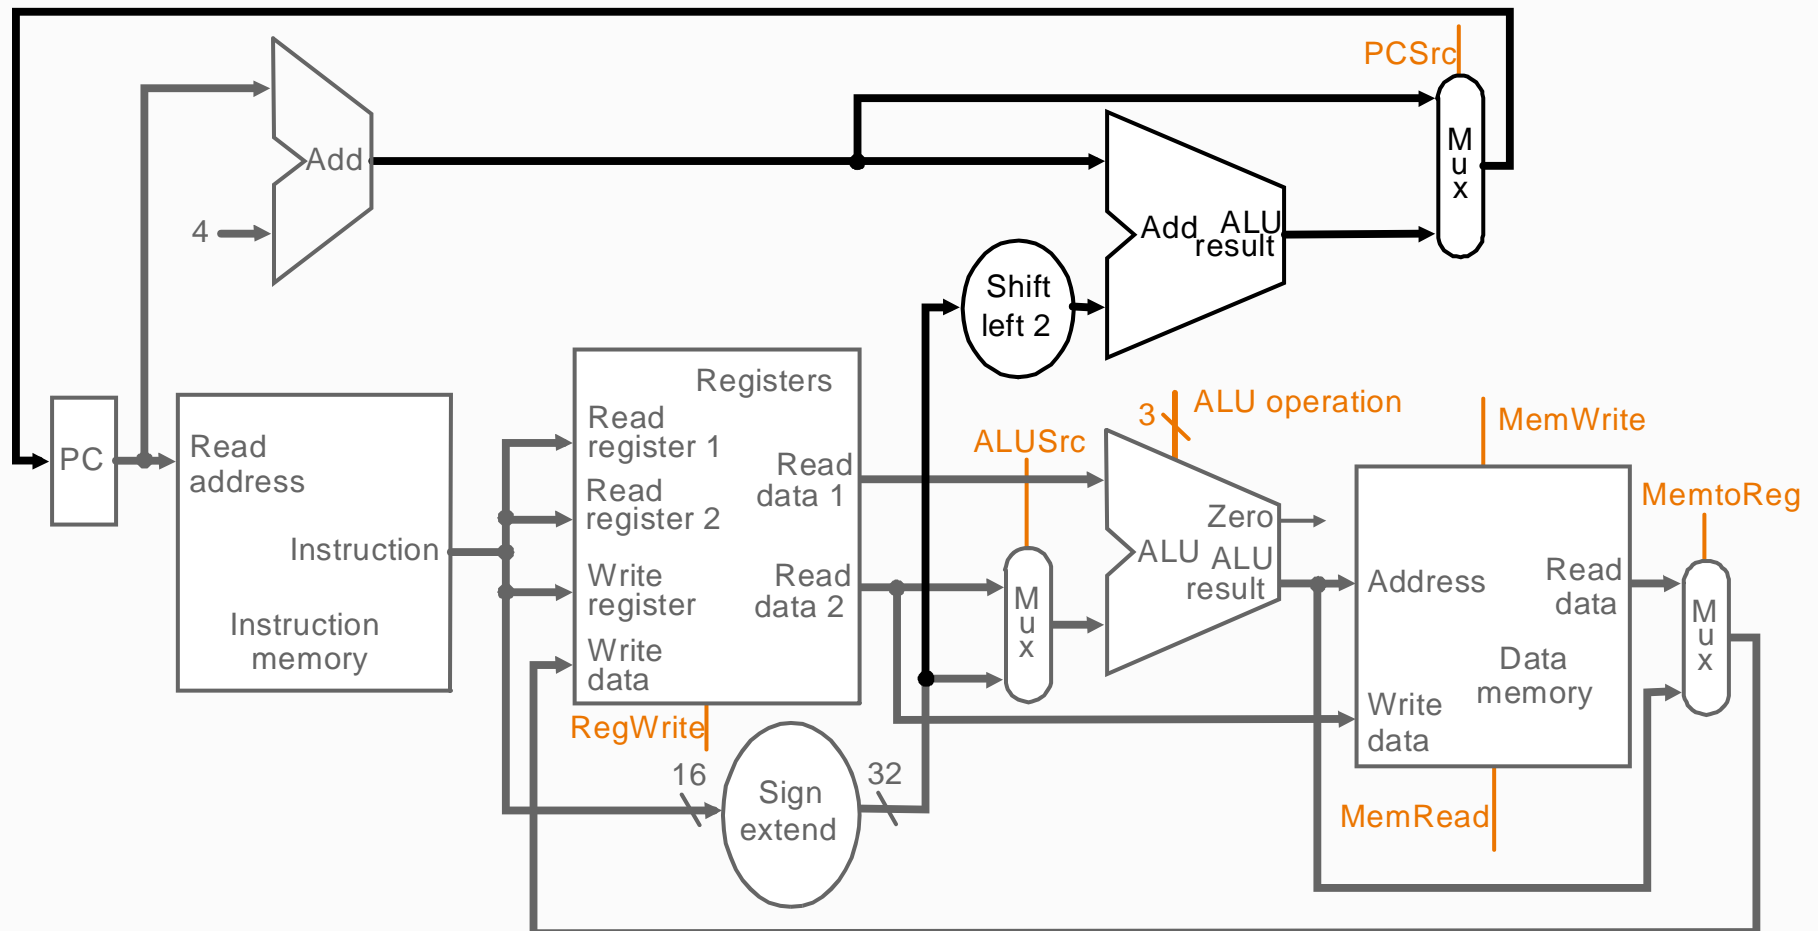 PCSrc
M
u
x
Add
4
Add
ALU
result
Shift
left 2
PC
Read
address
Instruction
Instruction
memory
Registers
Read
register 1
Read
register 2
Write
register
Write
data
Read
data 1
Read
data 2
RegWrite
16
Sign
extend
32
ALUSrc
M
u
x
3
ALU operation
Zero
ALU
ALU
result
MemWrite
Address
Read
data
Data
memory
Write
data
MemRead
MemtoReg
M
u
x